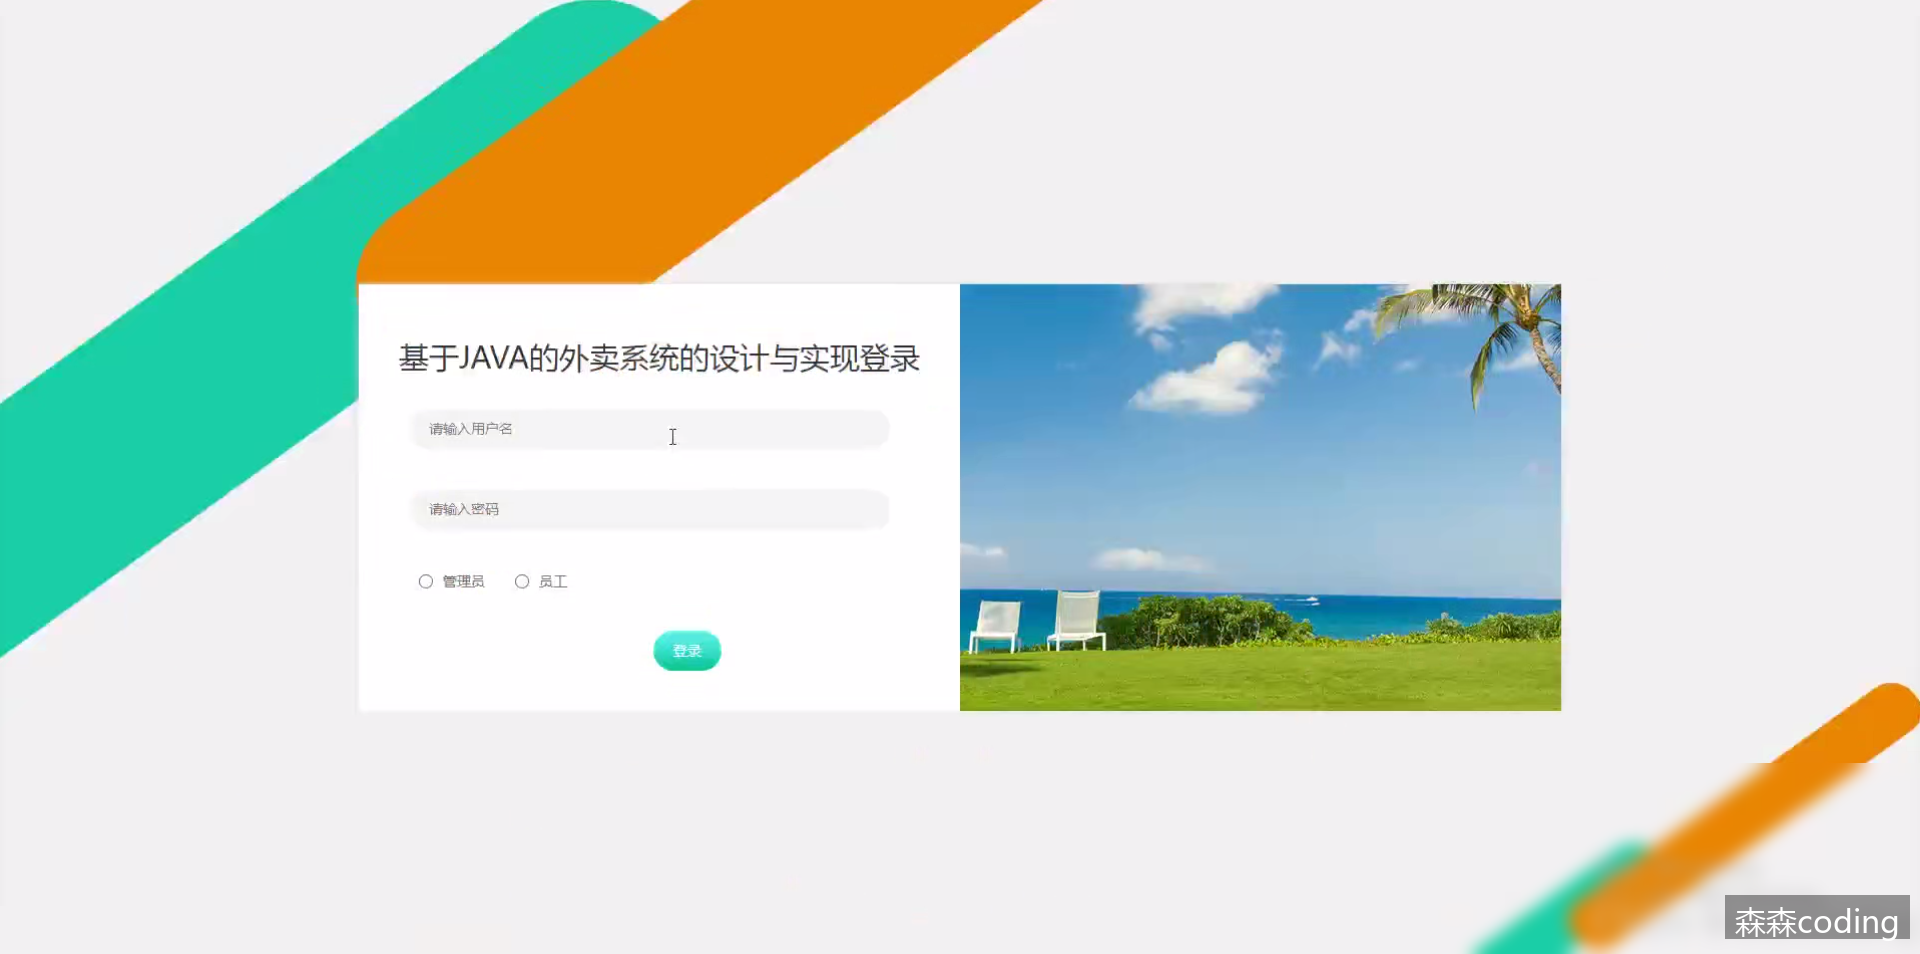 基于JAVA的外卖系统的设计与实现登录
请输入用户名
请输入密码
管理员 员工
登录
森森coding